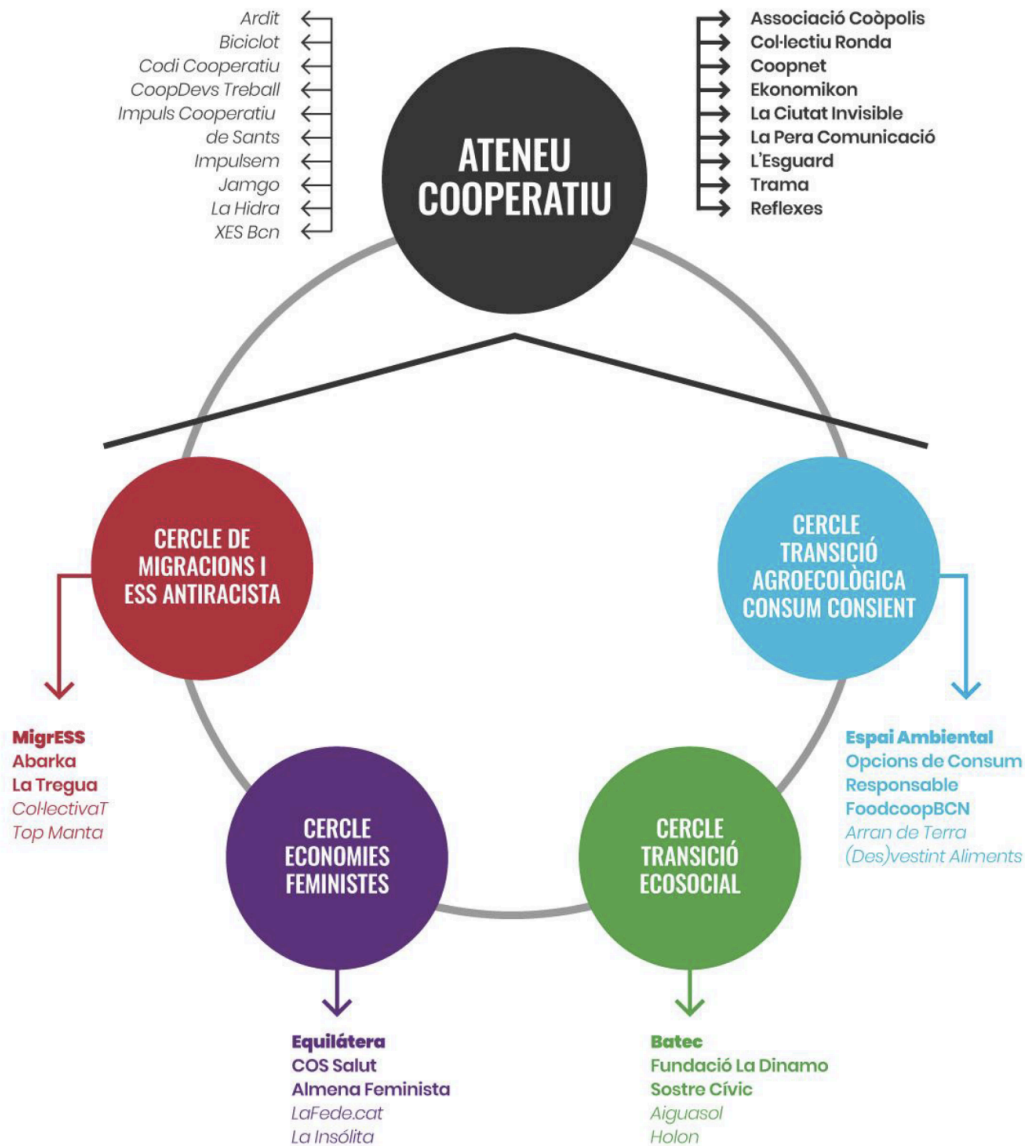 Ardit
Biciclot
Codi Cooperatiu
CoopDevs Treball
Impuls Cooperatiu
de Sants
Impulsem
Jamgo
La Hidra
XES Bcn
Associació Coòpolis
Col·lectiu Ronda
Coopnet
Ekonomikon
La Ciutat Invisible
La Pera Comunicació
L'Esguard
Trama
Reflexes
ATENEU
COOPERATIU
CERCLE DE
MIGRACIONS I
ESS ANTIRACISTA
CERCLE
TRANSICIÓ
AGROECOLÒGICA
CONSUM CONSIENT
MigrESS
Abarka
La Tregua
Col·lectivaT
Top Manta
Espai Ambiental
Opcions de Consum
Responsable
FoodcoopBCN
Arran de Terra
(Des)vestint Aliments
CERCLE
ECONOMIES
FEMINISTES
CERCLE
TRANSICIÓ
ECOSOCIAL
Equilátera
COS Salut
Almena Feminista
LaFede.cat
La Insólita
Batec
Fundació La Dinamo
Sostre Cívic
Aiguasol
Holon